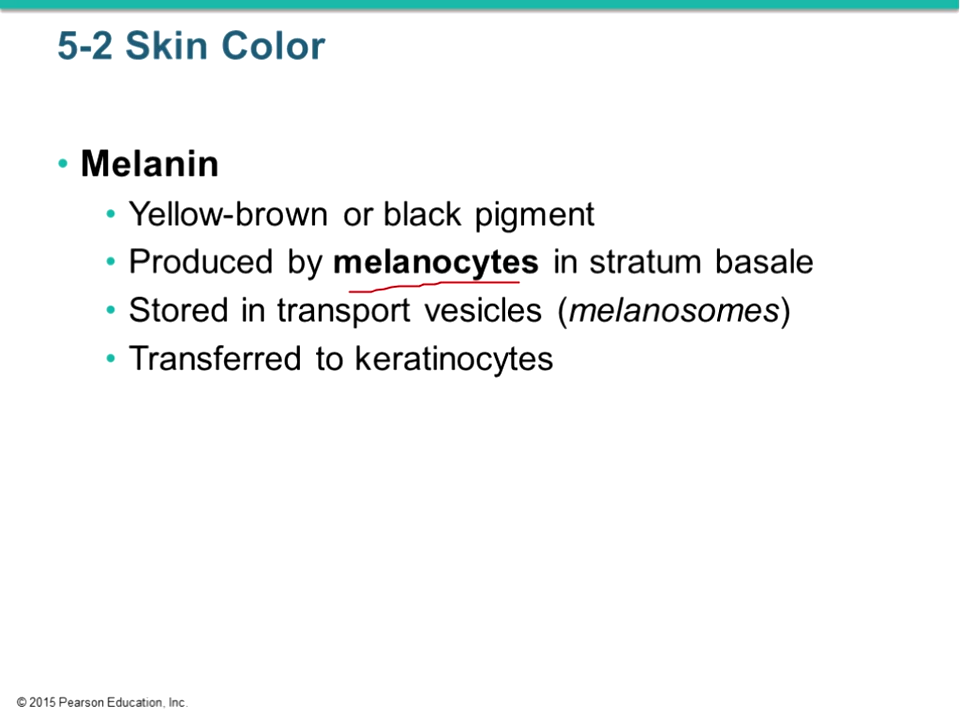 5-2 Skin Color
• Melanin
• Yellow-brown or black pigment
• Produced by melanocytes in stratum basale
• Stored in transport vesicles (melanosomes)
• Transferred to keratinocytes
© 2015 Pearson Education, Inc.